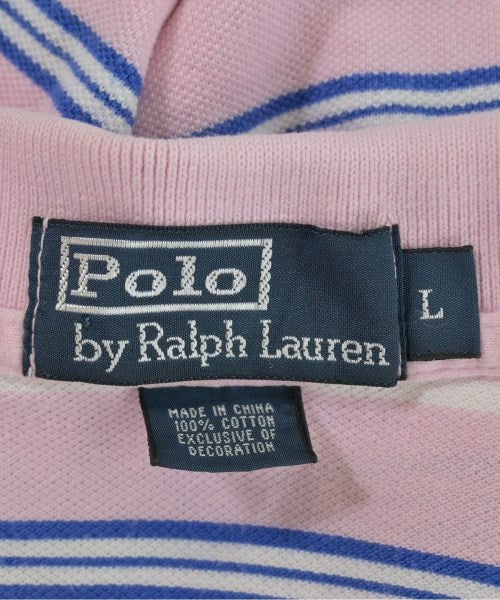 Polo
by Ralph Lauren
L
MADE IN CHINA
100% COTTON
EXCLUSIVE OF
DECORATION